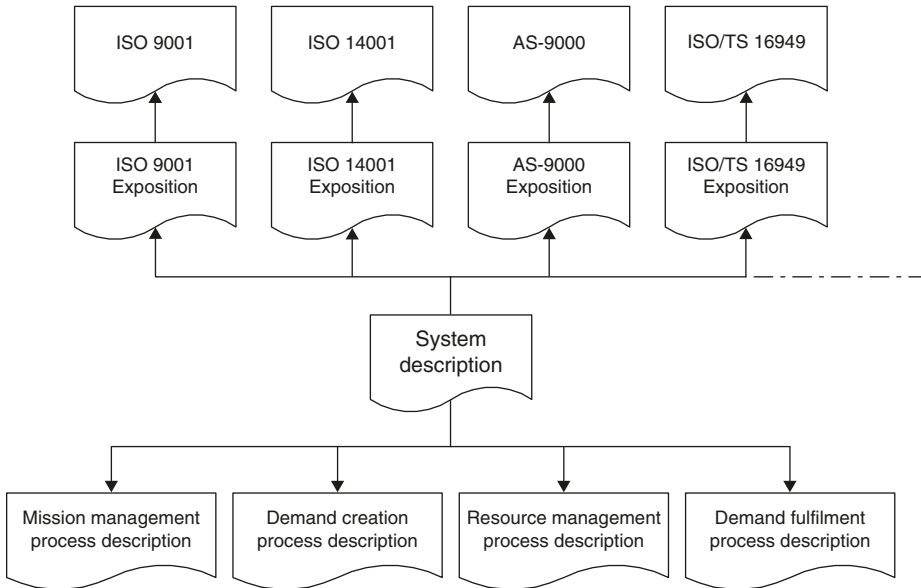 ISO 9001
ISO 14001
AS-9000
ISO/TS 16949
ISO 9001
Exposition
ISO 14001
Exposition
AS-9000
Exposition
ISO/TS 16949
Exposition
System
description
Mission management
process description
Demand creation
process description
Resource management
process description
Demand fulfilment
process description